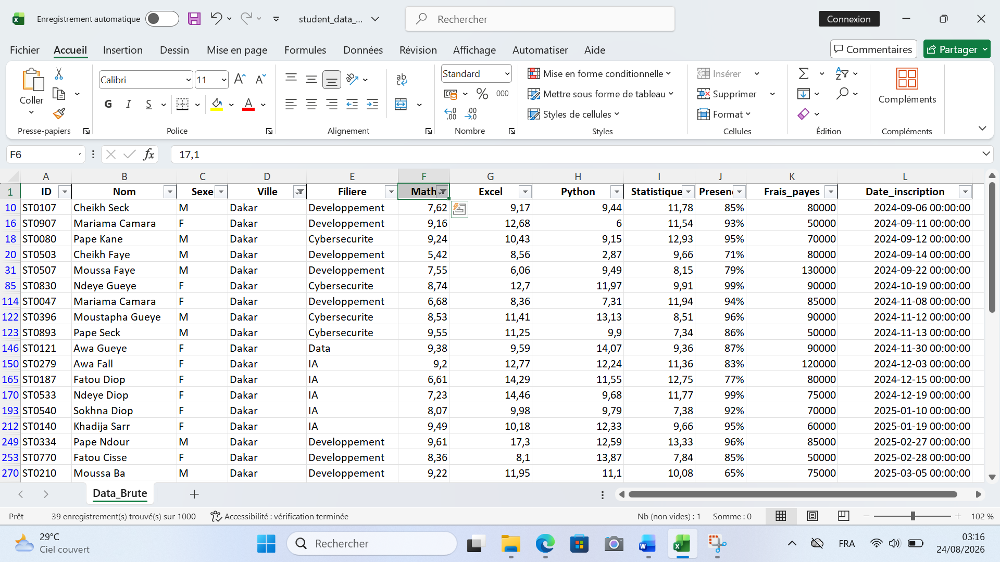 Enregistrement automatique student_data_... Rechercher Connexion
Fichier Accueil Insertion Dessin Mise en page Formules Données Révision Affichage Automatiser Aide Commentaires Partager
Coller
Calibri 11
G I S
ab
Standard
% 000
Mise en forme conditionnelle
Mettre sous forme de tableau
Styles de cellules
Insérer
Supprimer
Format
Compléments
Presse-papiers Police Alignement Nombre Styles Cellules Édition Compléments
F6 fx 17,1
A B C D E F G H I J K L
1 ID Nom Sexe Ville Filiere Math Excel Python Statistique Presen Frais_payes Date_inscription
10 ST0107 Cheikh Seck M Dakar Developpement 7,62 9,17 9,44 11,78 85% 80000 2024-09-06 00:00:00
16 ST0907 Mariama Camara F Dakar Developpement 9,16 12,68 6 11,54 93% 50000 2024-09-11 00:00:00
18 ST0080 Pape Kane M Dakar Cybersecurite 9,24 10,43 9,15 12,93 95% 70000 2024-09-12 00:00:00
20 ST0503 Cheikh Faye M Dakar Developpement 5,42 8,56 2,87 9,66 71% 80000 2024-09-14 00:00:00
31 ST0507 Moussa Faye M Dakar Developpement 7,55 6,06 9,49 8,15 79% 130000 2024-09-22 00:00:00
85 ST0830 Ndeye Gueye F Dakar Cybersecurite 8,74 12,7 11,97 9,91 99% 90000 2024-10-19 00:00:00
114 ST0047 Mariama Camara F Dakar Developpement 6,68 8,36 7,31 11,94 94% 85000 2024-11-08 00:00:00
122 ST0396 Moustapha Gueye M Dakar Cybersecurite 8,53 11,41 13,13 8,51 96% 90000 2024-11-12 00:00:00
123 ST0893 Pape Seck M Dakar Cybersecurite 9,55 11,25 9,9 7,34 86% 50000 2024-11-13 00:00:00
146 ST0121 Awa Gueye F Dakar Data 9,38 9,59 14,07 9,36 87% 90000 2024-11-30 00:00:00
150 ST0279 Awa Fall F Dakar IA 9,2 12,77 12,24 11,36 83% 120000 2024-12-03 00:00:00
165 ST0187 Fatou Diop F Dakar IA 6,61 14,29 11,55 12,75 77% 80000 2024-12-15 00:00:00
170 ST0533 Ndeye Diop F Dakar IA 7,23 14,46 9,68 11,77 99% 75000 2024-12-19 00:00:00
193 ST0540 Sokhna Diop F Dakar IA 8,07 9,98 9,79 7,38 92% 70000 2025-01-10 00:00:00
212 ST0140 Khadija Sarr F Dakar IA 9,49 10,18 12,33 9,66 95% 60000 2025-01-19 00:00:00
249 ST0334 Pape Ndour M Dakar Developpement 9,61 17,3 12,59 13,33 96% 85000 2025-02-27 00:00:00
253 ST0770 Fatou Cisse F Dakar Developpement 8,36 8,1 13,87 7,84 85% 50000 2025-02-28 00:00:00
270 ST0210 Moussa Ba M Dakar Developpement 9,22 11,95 11,1 10,08 65% 75000 2025-03-05 00:00:00
Data_Brute
Prêt 39 enregistrement(s) trouvé(s) sur 1000 Accessibilité : vérification terminée Nb (non vides) : 1 Somme : 0 102 %
29°C
Ciel couvert
Rechercher
FRA
03:16
24/08/2026